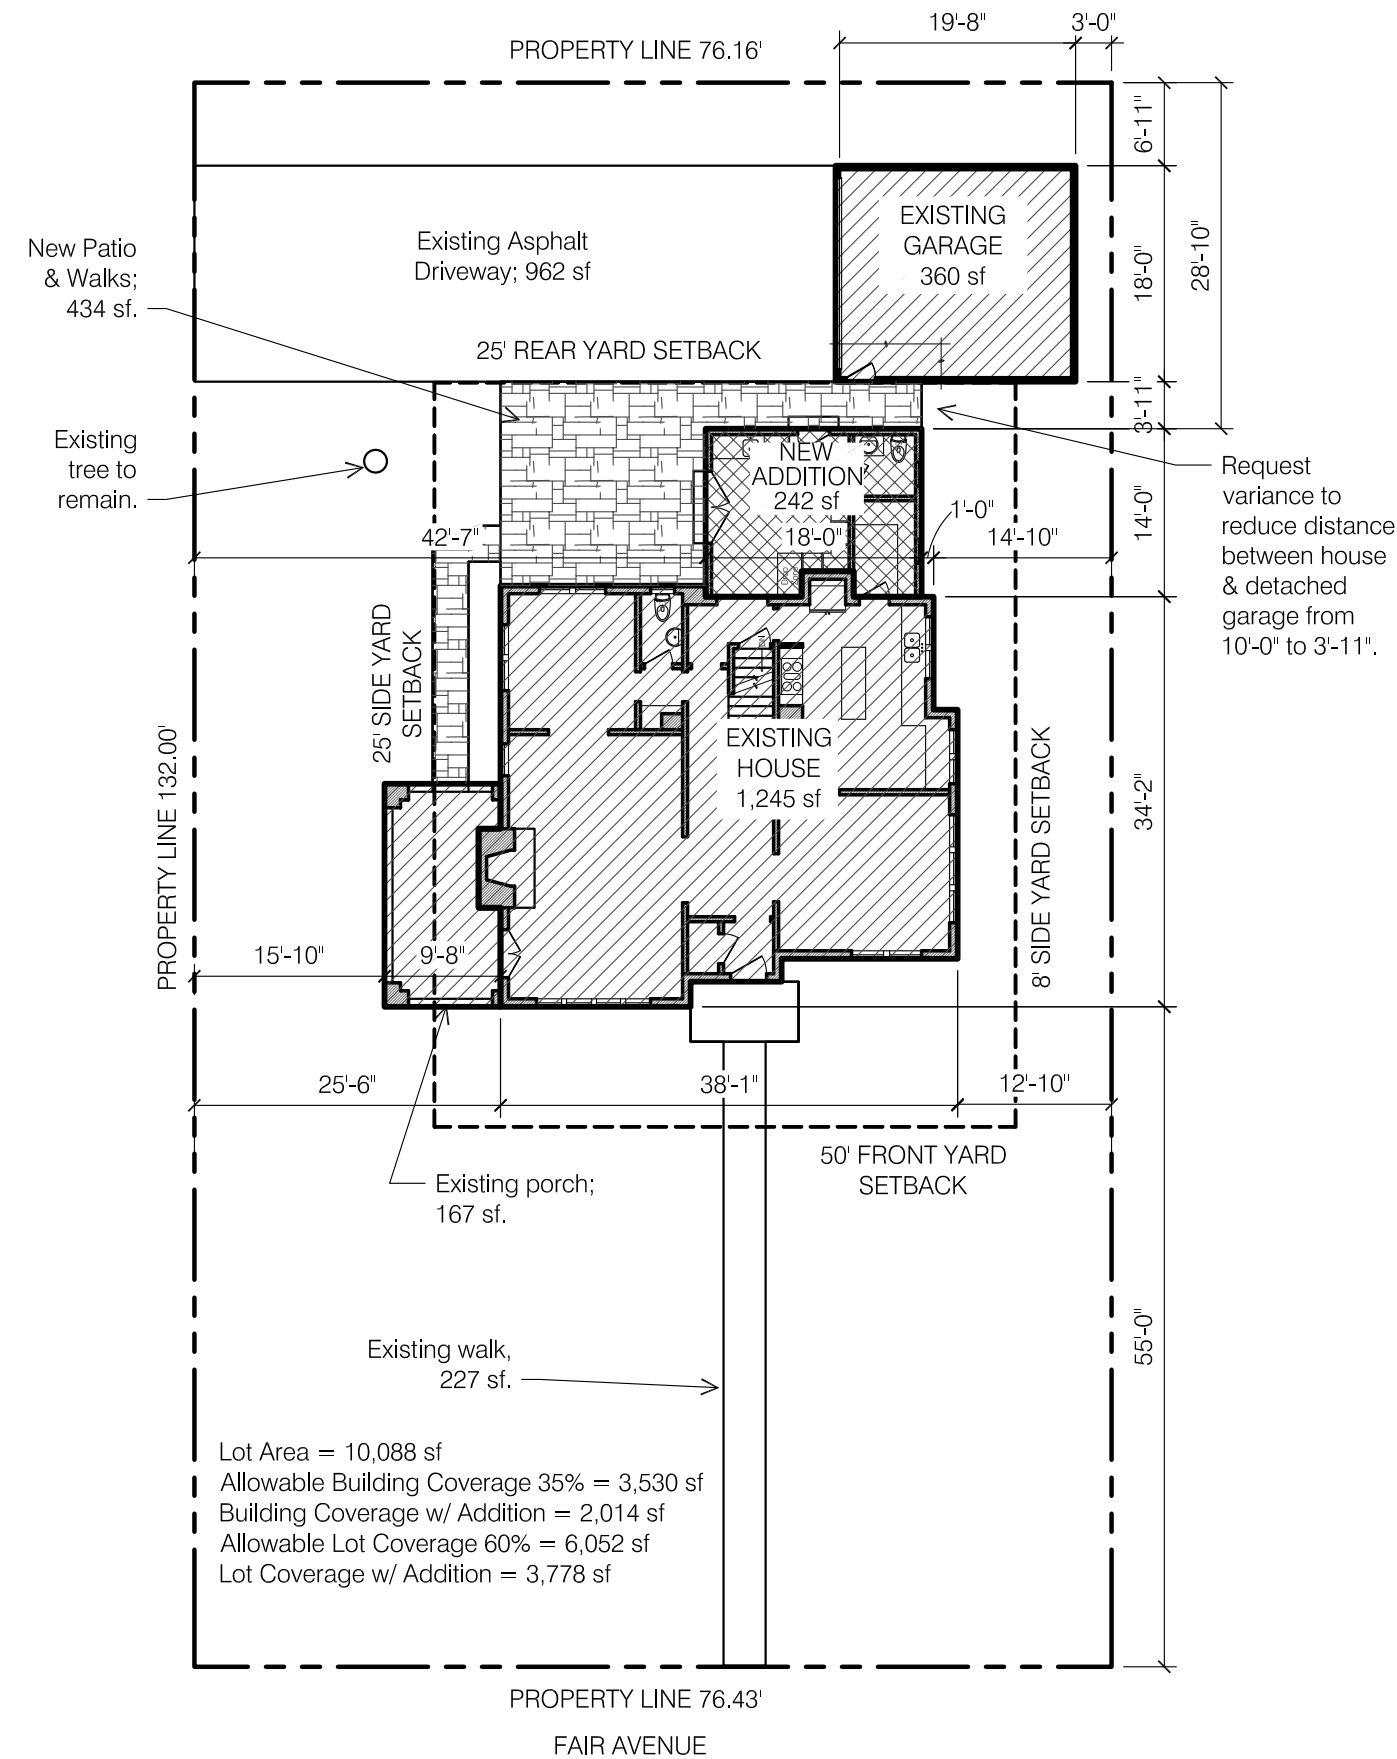 19'-8"
3'-0"
PROPERTY LINE 76.16'
6'-11"
28'-10"
18'-0"
EXISTING
GARAGE
360 sf
Existing Asphalt
Driveway; 962 sf
New Patio
& Walks;
434 sf.
25' REAR YARD SETBACK
3'-11"
Existing
tree to
remain.
NEW
ADDITION
242 sf
Request
variance to
reduce distance
between house
& detached
garage from
10'-0" to 3'-11".
14'-0"
42'-7"
18'-0"
1'-0"
14'-10"
25' SIDE YARD
SETBACK
PROPERTY LINE 132.00'
EXISTING
HOUSE
1,245 sf
8' SIDE YARD SETBACK
34'-2"
15'-10"
9'-8"
25'-6"
38'-1"
12'-10"
50' FRONT YARD
SETBACK
Existing porch;
167 sf.
55'-0"
Existing walk,
227 sf.
Lot Area = 10,088 sf
Allowable Building Coverage 35% = 3,530 sf
Building Coverage w/ Addition = 2,014 sf
Allowable Lot Coverage 60% = 6,052 sf
Lot Coverage w/ Addition = 3,778 sf
PROPERTY LINE 76.43'
FAIR AVENUE